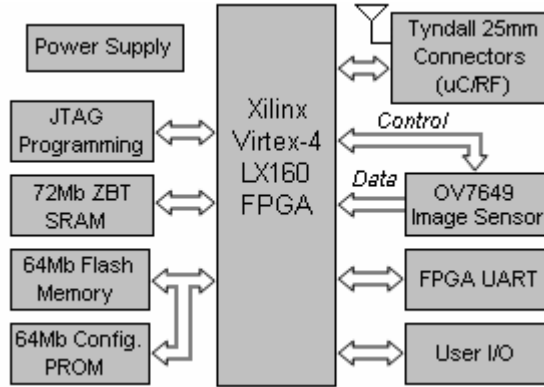 Power Supply
JTAG
Programming
72Mb ZBT
SRAM
64Mb Flash
Memory
64Mb Config.
PROM
Xilinx
Virtex-4
LX160
FPGA
Tyndall 25mm
Connectors
(uC/RF)
Control
Data
OV7649
Image Sensor
FPGA UART
User I/O